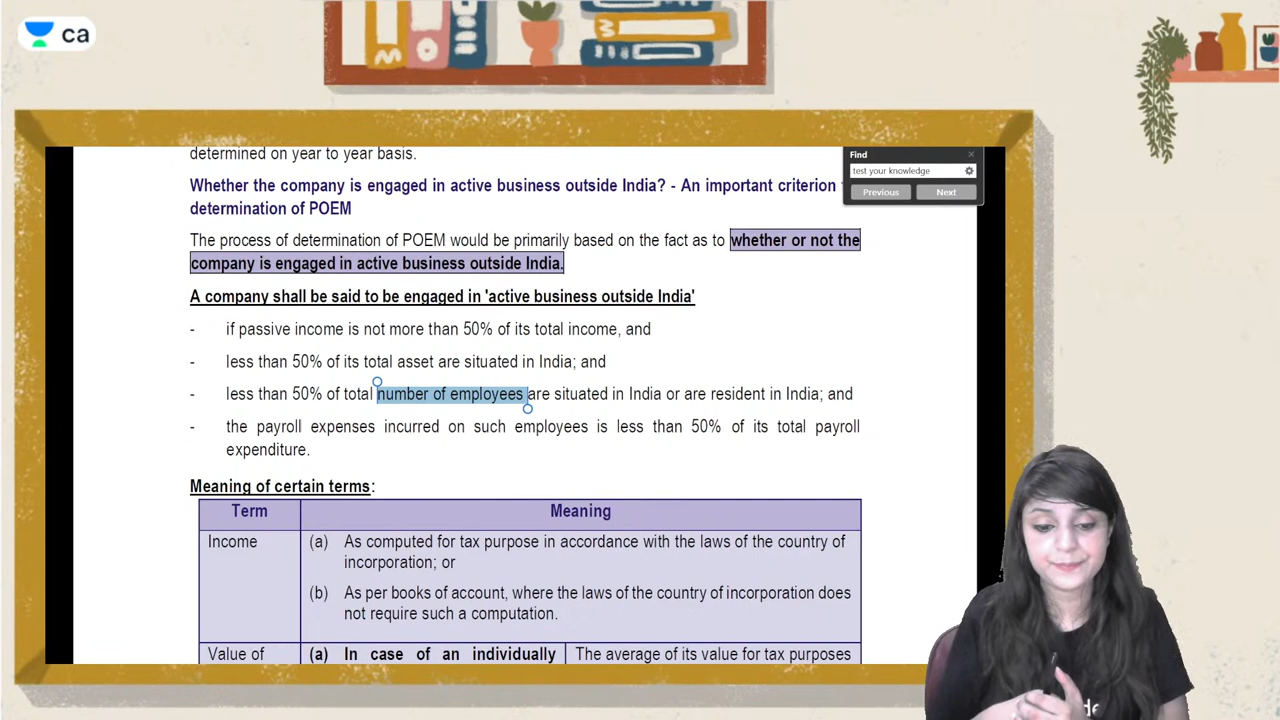 ca
determined on year to year basis.
Find
test your knowledge
Previous
Next
Whether the company is engaged in active business outside India? - An important criterion
determination of POEM
The process of determination of POEM would be primarily based on the fact as to whether or not the
company is engaged in active business outside India.
A company shall be said to be engaged in 'active business outside India'
- if passive income is not more than 50% of its total income, and
- less than 50% of its total asset are situated in India; and
- less than 50% of total number of employees are situated in India or are resident in India; and
- the payroll expenses incurred on such employees is less than 50% of its total payroll
expenditure.
Meaning of certain terms:
Term Meaning
Income (a) As computed for tax purpose in accordance with the laws of the country of
incorporation; or
(b) As per books of account, where the laws of the country of incorporation does
not require such a computation.
Value of (a) In case of an individually The average of its value for tax purposes